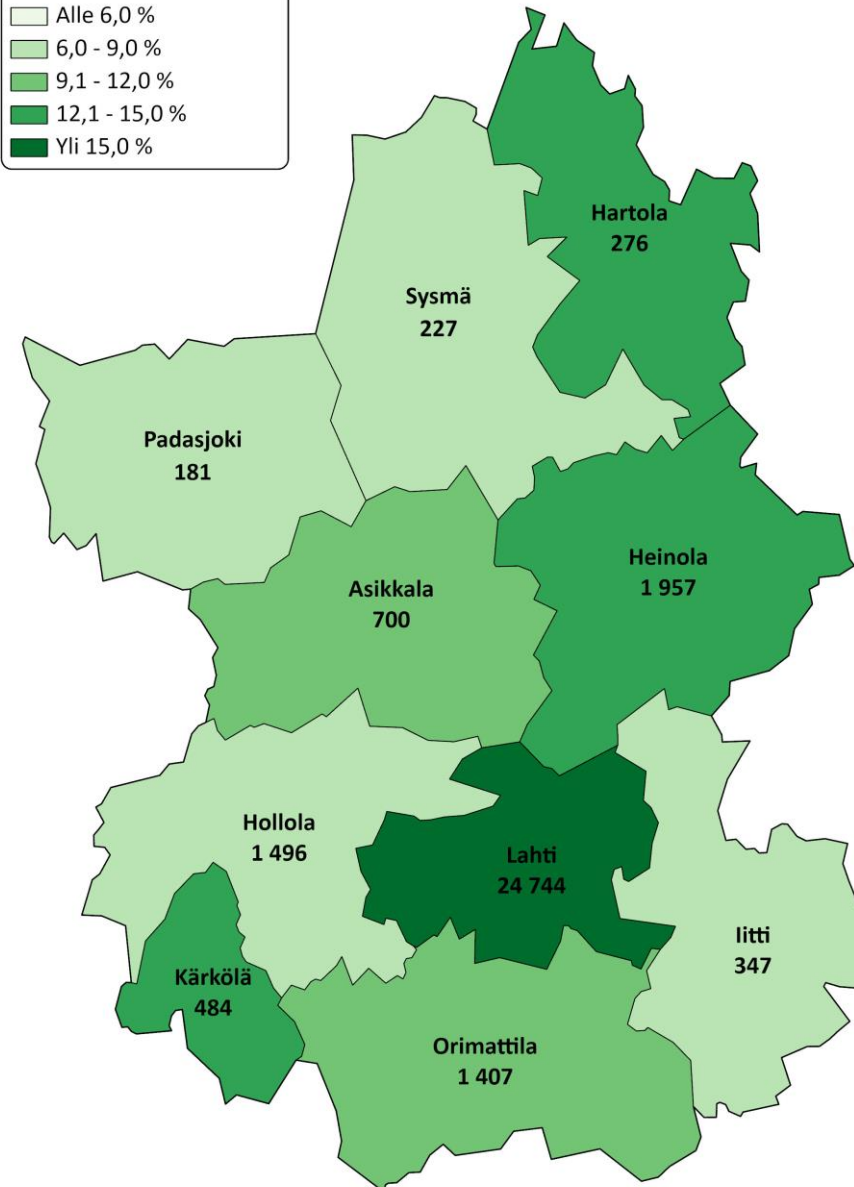 Alle 6,0 %
6,0 - 9,0 %
9,1 - 12,0 %
12,1 - 15,0 %
Yli 15,0 %
Hartola
276
Sysmä
227
Padasjoki
181
Heinola
1 957
Asikkala
700
Hollola
1 496
Lahti
24 744
Iitti
347
Kärkölä
484
Orimattila
1 407